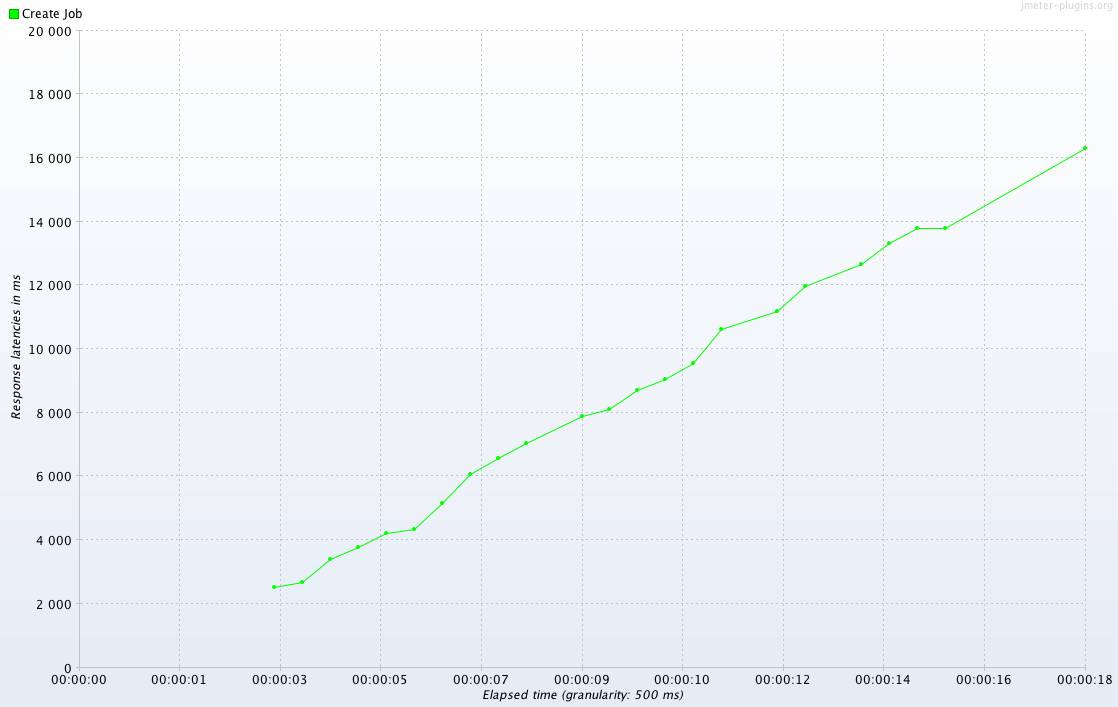 Create Job
jmeter-plugins.org
20 000
18 000
16 000
14 000
12 000
10 000
8 000
6 000
4 000
2 000
0
Response latencies in ms
00:00:00 00:00:01 00:00:03 00:00:05 00:00:07 00:00:09 00:00:10 00:00:12 00:00:14 00:00:16 00:00:18
Elapsed time (granularity: 500 ms)